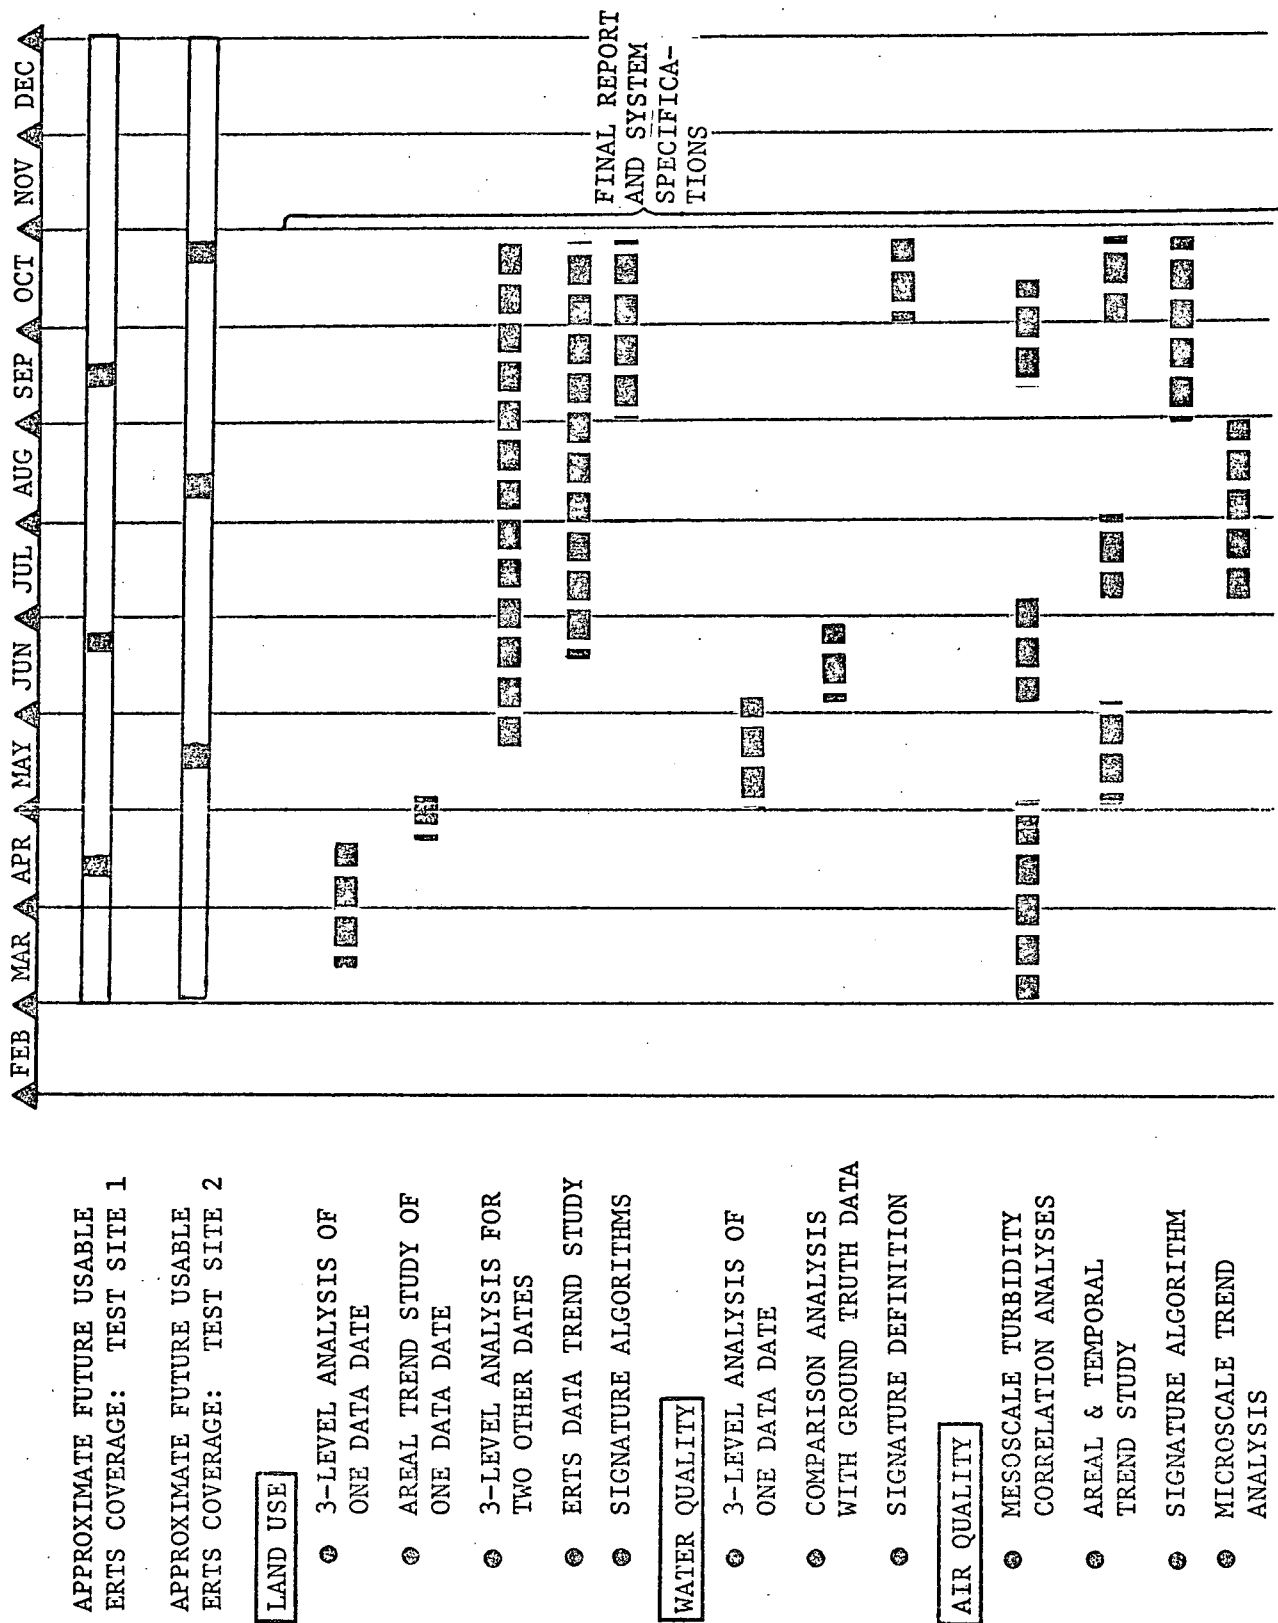 FEB MAR APR MAY JUN JUL AUG SEP OCT NOV DEC
APPROXIMATE FUTURE USABLE
ERTS COVERAGE: TEST SITE 1
APPROXIMATE FUTURE USABLE
ERTS COVERAGE: TEST SITE 2
LAND USE
3-LEVEL ANALYSIS OF
ONE DATA DATE
AREAL TREND STUDY OF
ONE DATA DATE
3-LEVEL ANALYSIS FOR
TWO OTHER DATES
ERTS DATA TREND STUDY
SIGNATURE ALGORITHMS
WATER QUALITY
3-LEVEL ANALYSIS OF
ONE DATA DATE
COMPARISON ANALYSIS
WITH GROUND TRUTH DATA
SIGNATURE DEFINITION
AIR QUALITY
MESOSCALE TURBIDITY
CORRELATION ANALYSES
AREAL & TEMPORAL
TREND STUDY
SIGNATURE ALGORITHM
MICROSCALE TREND
ANALYSIS
FINAL REPORT
AND SYSTEM
SPECIFICA-
TIONS